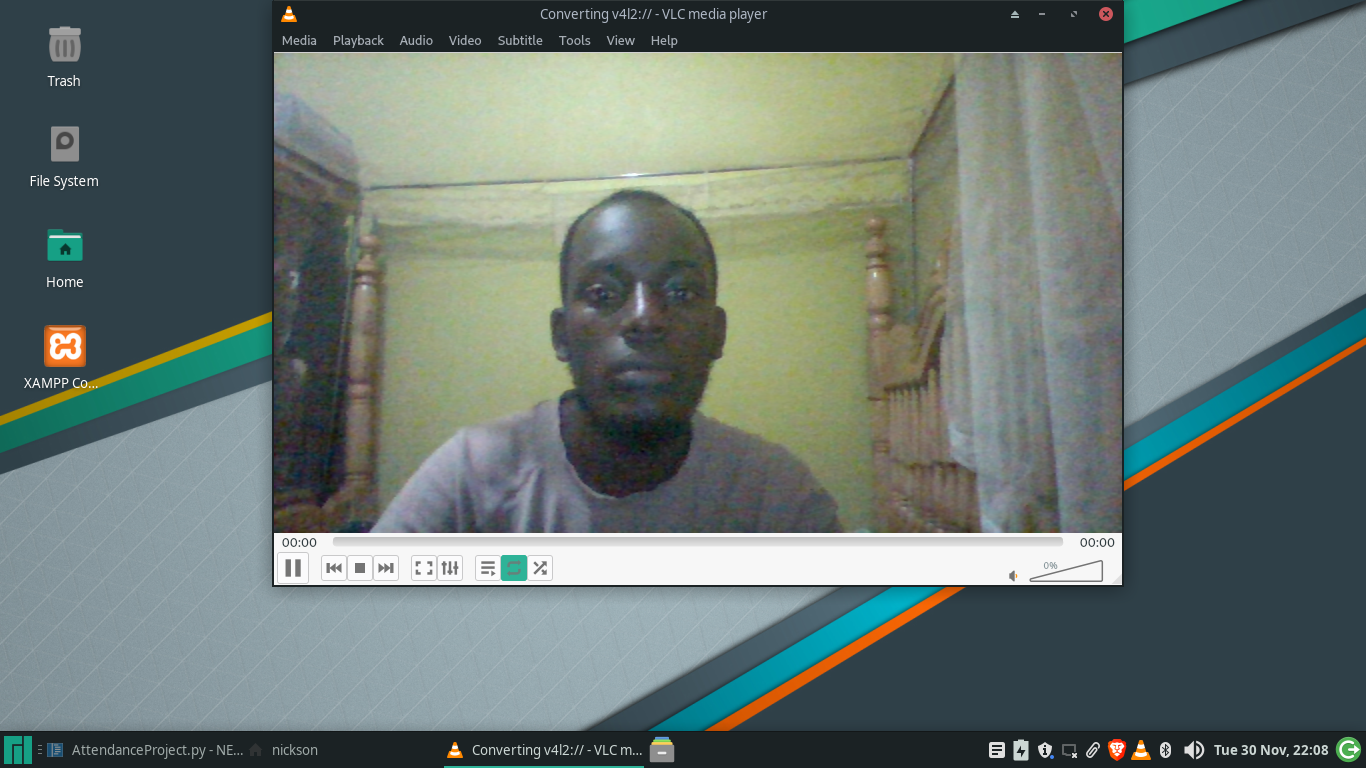 Converting v4l2:// - VLC media player
Media Playback Audio Video Subtitle Tools View Help
Trash
File System
Home
XAMPP Co...
00:00 00:00
0%
AttendanceProject.py - NE... nickson Converting v4l2:// - VLC m... Tue 30 Nov, 22:08